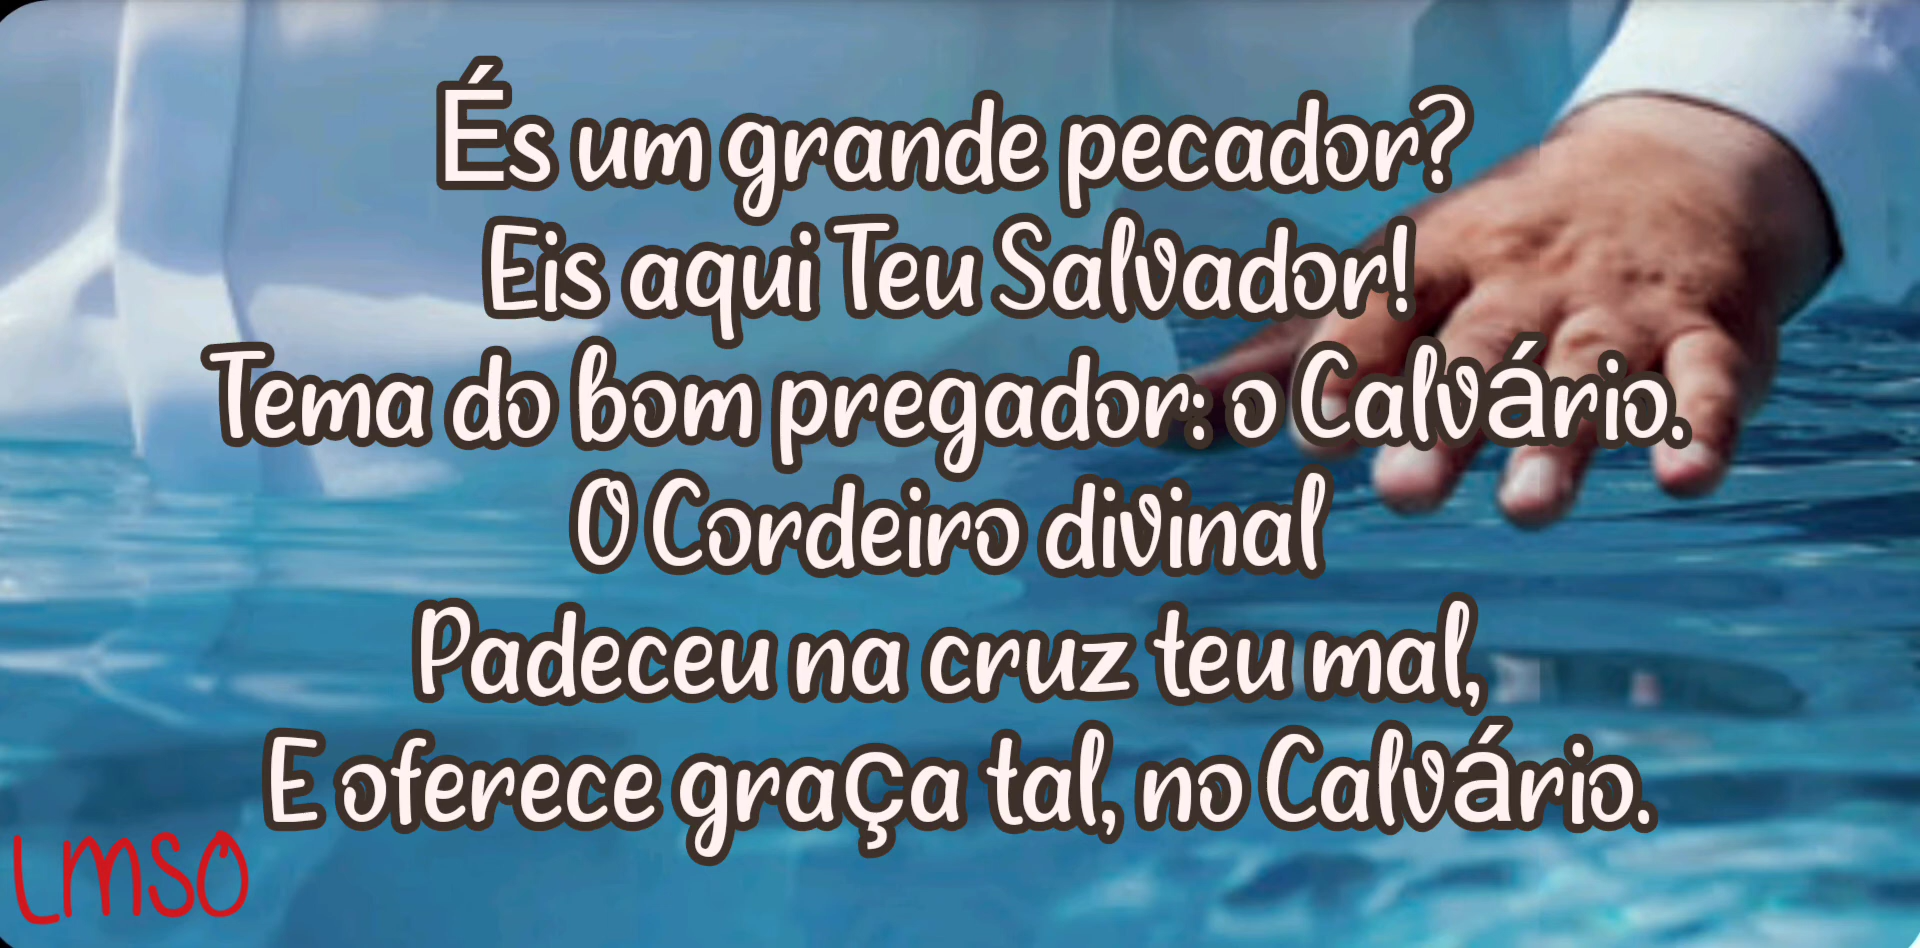 És um grande pecador?
Eis aqui Teu Salvador!
Tema do bom pregador: o Calvário.
O Cordeiro divinal
Padeceu na cruz teu mal,
E oferece graça tal, no Calvário.
LMSO